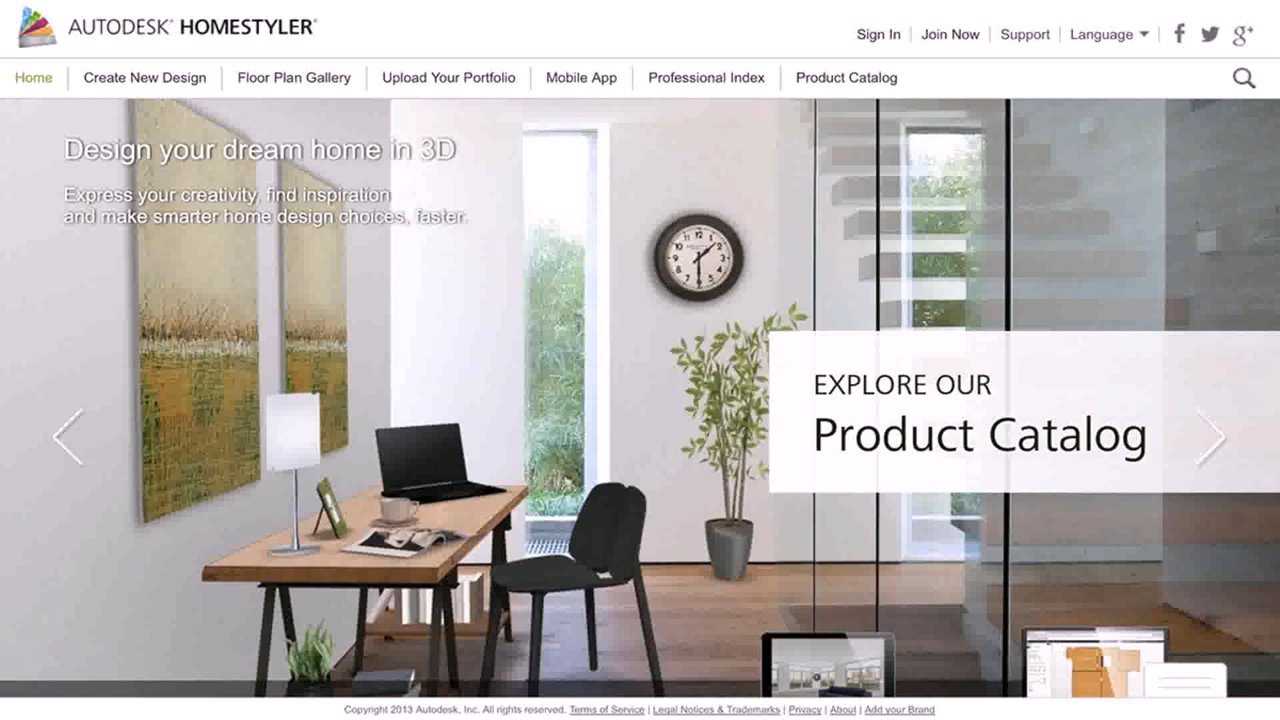 AUTODESK® HOMESTYLER®
Sign In Join Now Support Language
Home Create New Design Floor Plan Gallery Upload Your Portfolio Mobile App Professional Index Product Catalog
Design your dream home in 3D
Express your creativity, find inspiration
and make smarter home design choices, faster.
EXPLORE OUR
Product Catalog
Copyright 2013 Autodesk, Inc. All rights reserved. Terms of Service | Legal Notices & Trademarks | Privacy | About | Add your Brand